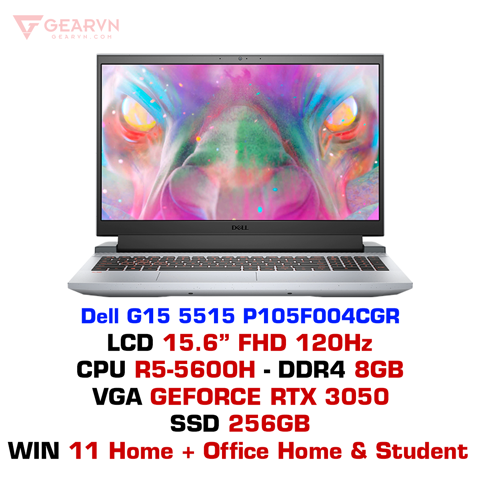 GEARVN
GEARVN.COM
DELL
Dell G15 5515 P105F004CGR
LCD 15.6” FHD 120Hz
CPU R5-5600H - DDR4 8GB
VGA GEFORCE RTX 3050
SSD 256GB
WIN 11 Home + Office Home & Student